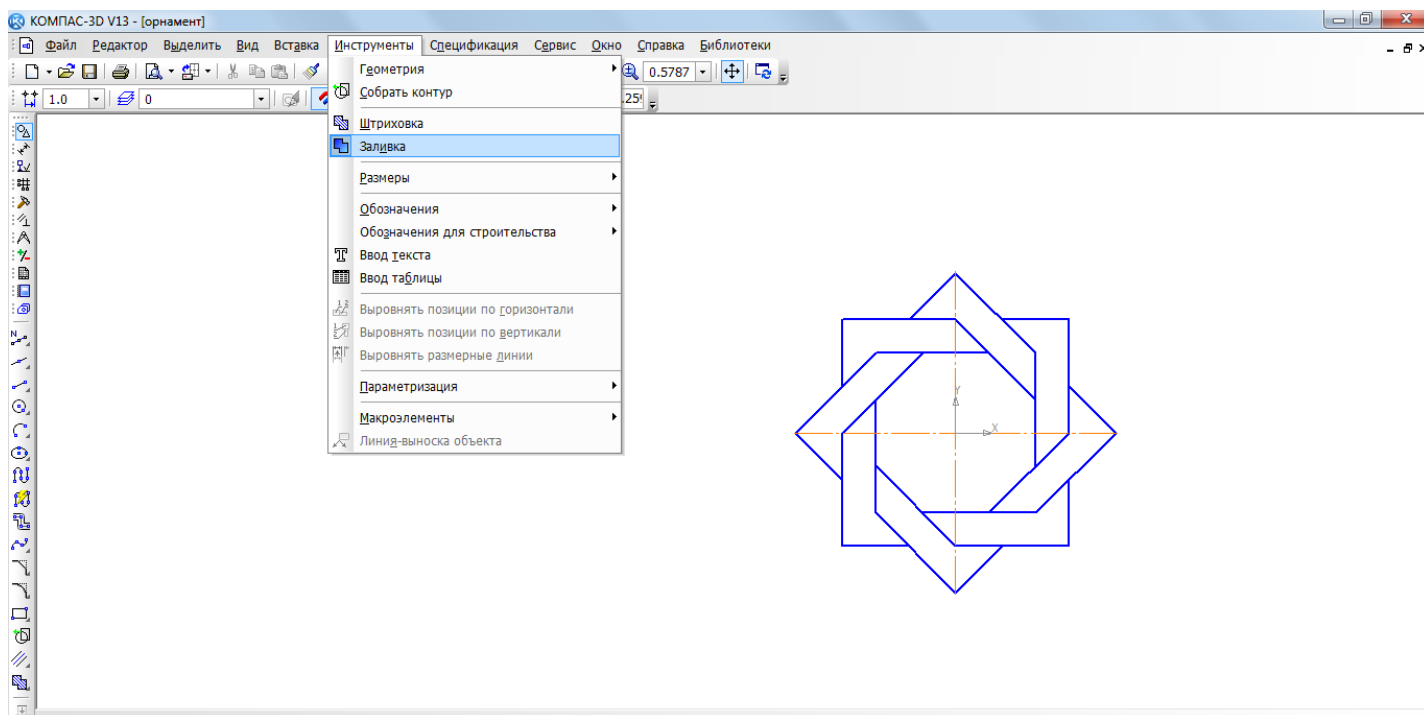 КОМПАС-3D V13 - [орнамент]
Файл Редактор Выделить Вид Вставка Инструменты Спецификация Сервис Окно Справка Библиотеки
0.5787
1.0 0
Геометрия
Собрать контур
Штриховка
Заливка
Размеры
Обозначения
Обозначения для строительства
Ввод текста
Ввод таблицы
Выровнять позиции по горизонтали
Выровнять позиции по вертикали
Выровнять размерные линии
Параметризация
Макроэлементы
Линия-выноска объекта
Y
X